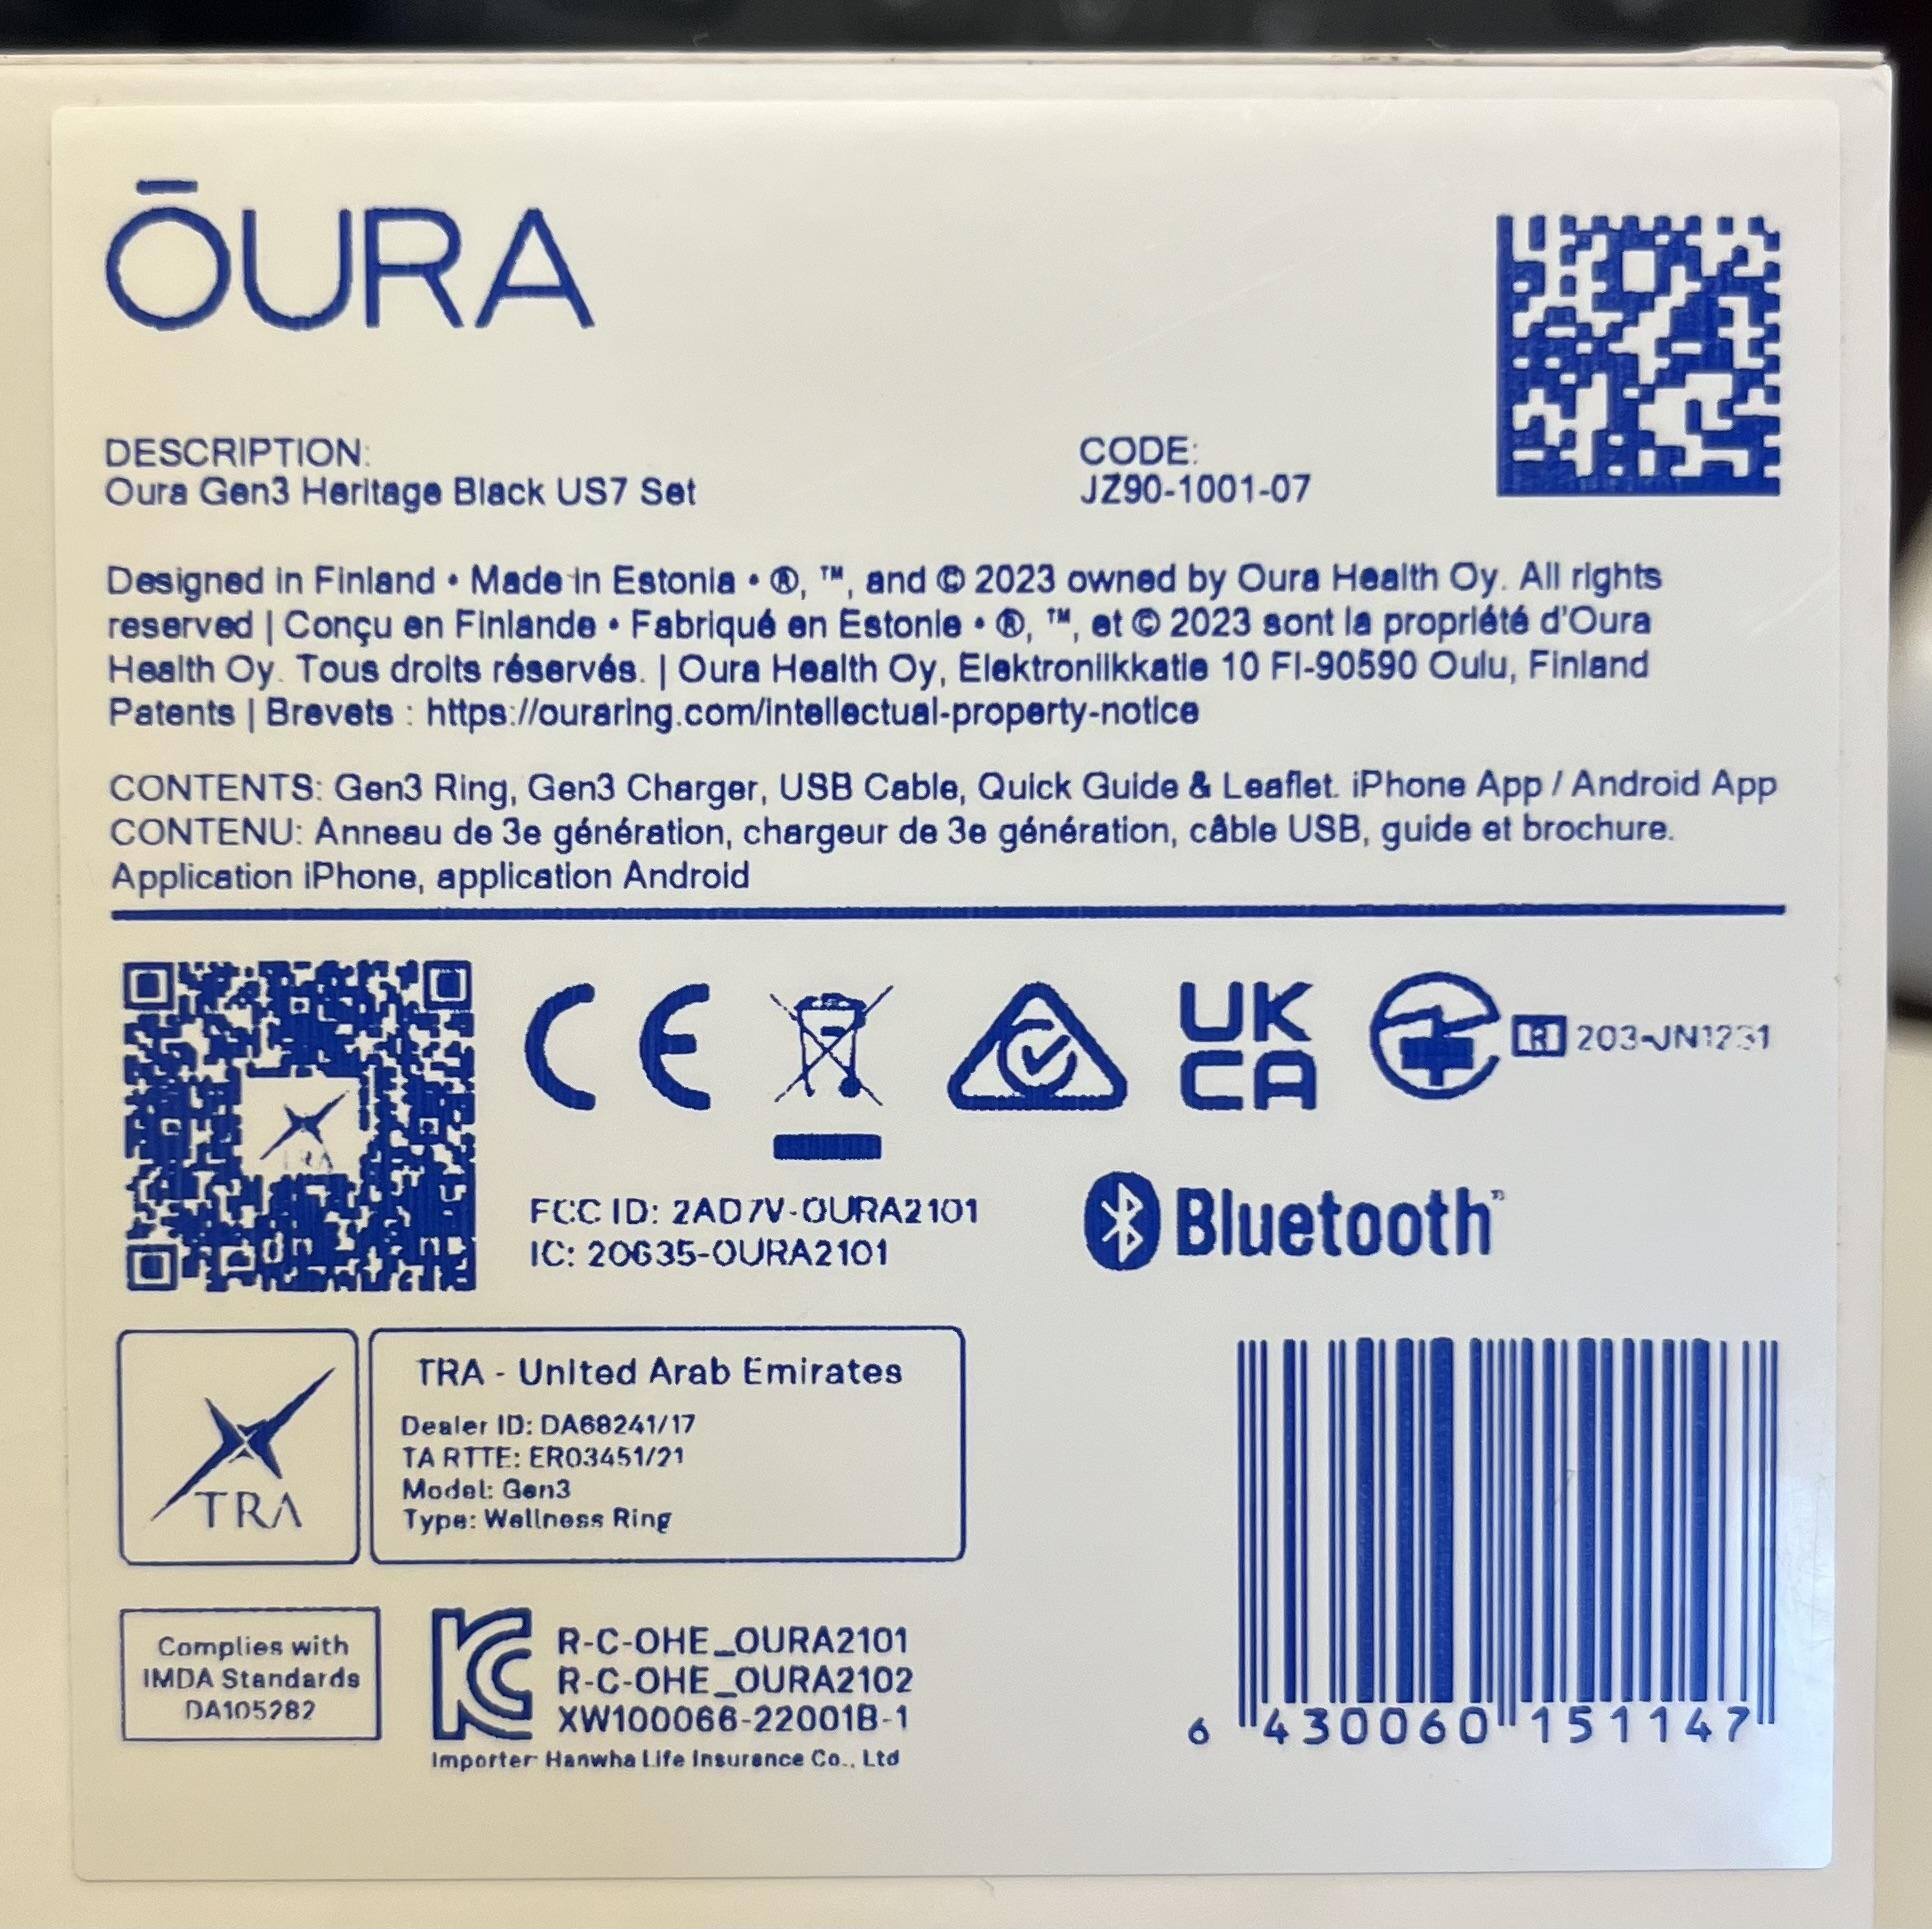 ŌURA
DESCRIPTION:
Oura Gen3 Heritage Black US7 Set
CODE:
JZ90-1001-07
Designed in Finland • Made in Estonia • ®, ™, and © 2023 owned by Oura Health Oy. All rights
reserved | Conçu en Finlande • Fabriqué en Estonie • ®, ™, et © 2023 sont la propriété d'Oura
Health Oy. Tous droits réservés. | Oura Health Oy, Elektroniikkatie 10 FI-90590 Oulu, Finland
Patents | Brevets : https://ouraring.com/intellectual-property-notice
CONTENTS: Gen3 Ring, Gen3 Charger, USB Cable, Quick Guide & Leaflet. iPhone App / Android App
CONTENU: Anneau de 3e génération, chargeur de 3e génération, câble USB, guide et brochure.
Application iPhone, application Android
TRA
CE
UK
CA
R 203-JN1231
FCC ID: 2AD7V-OURA2101
IC: 20635-OURA2101
Bluetooth™
TRA
TRA - United Arab Emirates
Dealer ID: DA68241/17
TA RTTE: ER03451/21
Model: Gen3
Type: Wellness Ring
Complies with
IMDA Standards
DA105282
KC
R-C-OHE_OURA2101
R-C-OHE_OURA2102
XW100066-22001B-1
Importer: Hanwha Life Insurance Co., Ltd
6 430060 151147